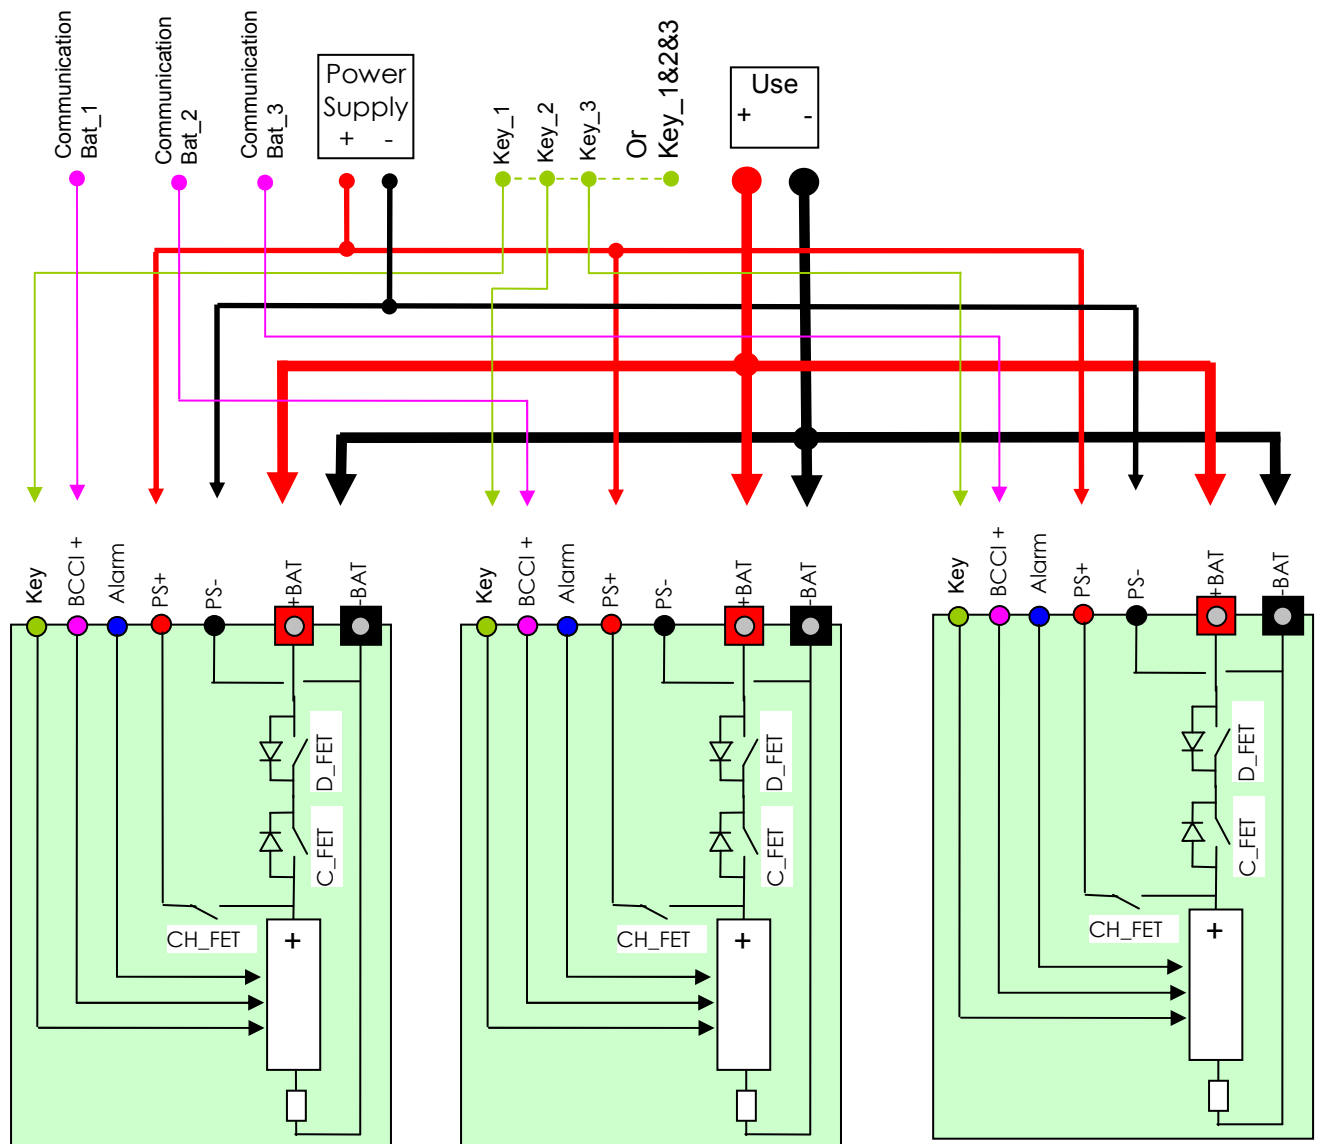 Communication
Bat_1
Communication
Bat_2
Communication
Bat_3
Power
Supply
+ -
Key_1
Key_2
Key_3
Or
Key_1&2&3
Use
+ -
Key
BCCI +
Alarm
PS+
PS-
+BAT
-BAT
D_FET
C_FET
CH_FET
+
Key
BCCI +
Alarm
PS+
PS-
+BAT
-BAT
D_FET
C_FET
CH_FET
+
Key
BCCI +
Alarm
PS+
PS-
+BAT
-BAT
D_FET
C_FET
CH_FET
+